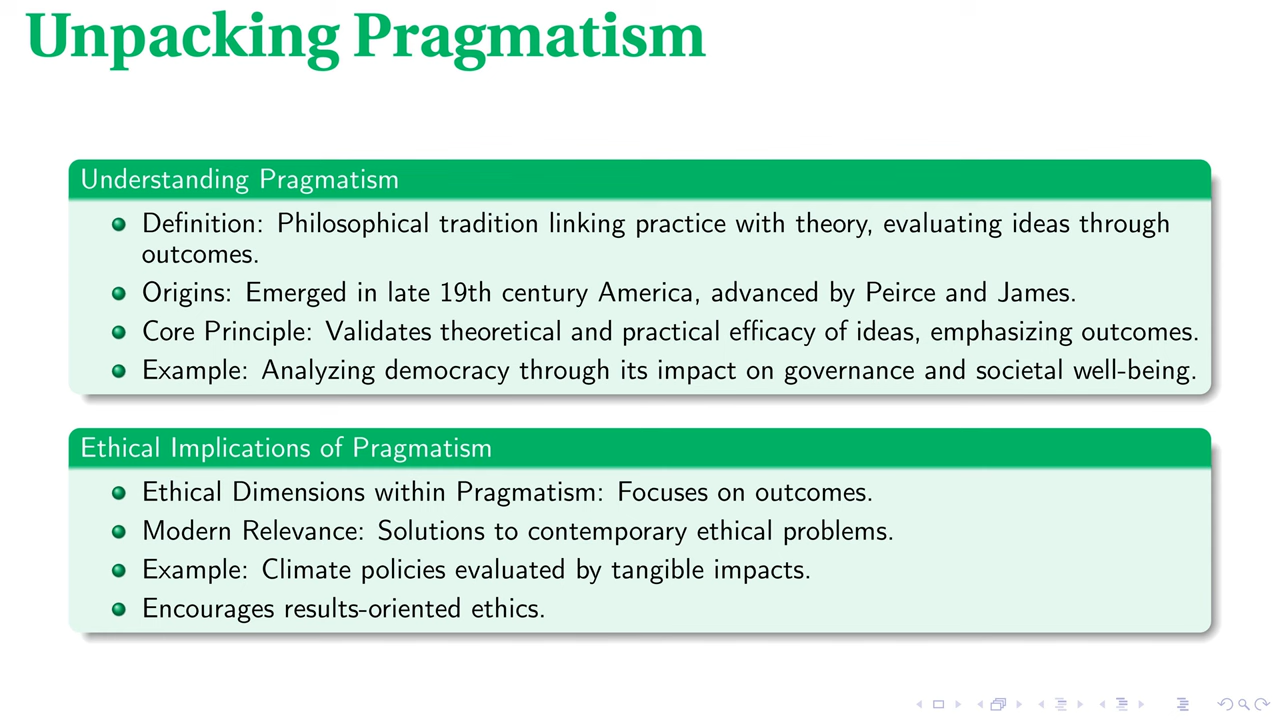 Unpacking Pragmatism
Understanding Pragmatism
Definition: Philosophical tradition linking practice with theory, evaluating ideas through
outcomes.
Origins: Emerged in late 19th century America, advanced by Peirce and James.
Core Principle: Validates theoretical and practical efficacy of ideas, emphasizing outcomes.
Example: Analyzing democracy through its impact on governance and societal well-being.
Ethical Implications of Pragmatism
Ethical Dimensions within Pragmatism: Focuses on outcomes.
Modern Relevance: Solutions to contemporary ethical problems.
Example: Climate policies evaluated by tangible impacts.
Encourages results-oriented ethics.